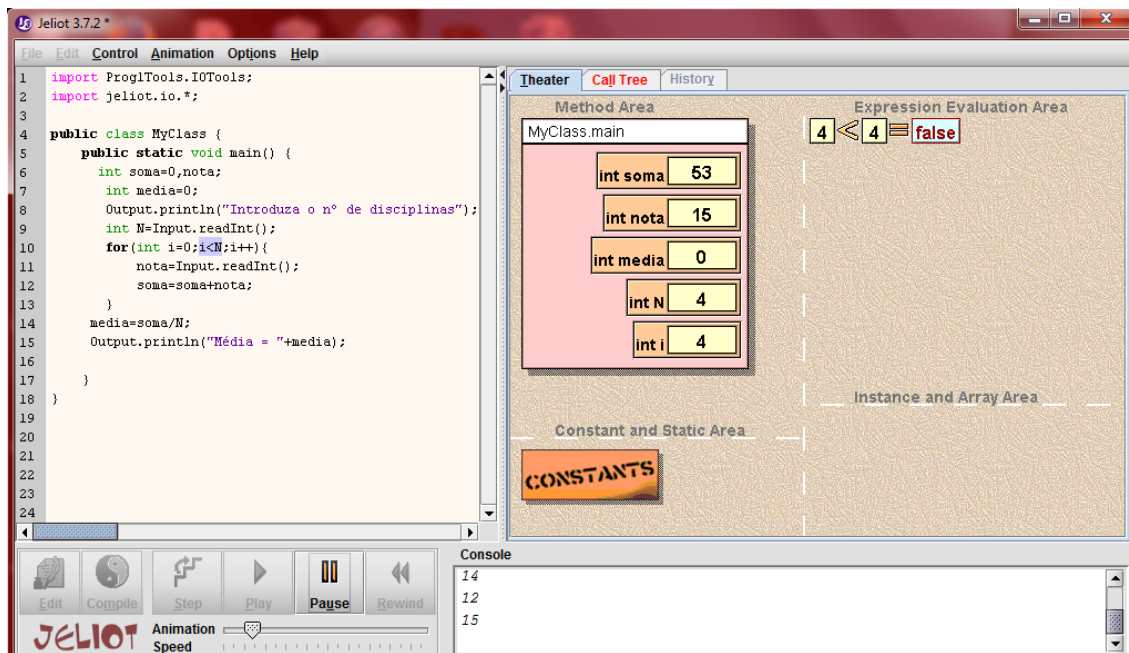 Jeliot 3.7.2 *
File Edit Control Animation Options Help
1 import Prog1Tools.IOTools;
2 import jeliot.io.*;
3
4 public class MyClass {
5 public static void main() {
6 int soma=0,nota;
7 int media=0;
8 Output.println("Introduza o nº de disciplinas");
9 int N=Input.readInt();
10 for(int i=0;i<N;i++){
11 nota=Input.readInt();
12 soma=soma+nota;
13 }
14 media=soma/N;
15 Output.println("Média = "+media);
16
17 }
18 }
19
20
21
22
23
24
Theater Call Tree History
Method Area
MyClass.main
int soma 53
int nota 15
int media 0
int N 4
int i 4
Expression Evaluation Area
4 < 4 = false
Constant and Static Area
CONSTANTS
Instance and Array Area
Edit Compile Step Play Pause Rewind
JELIOT
Animation
Speed
Console
14
12
15